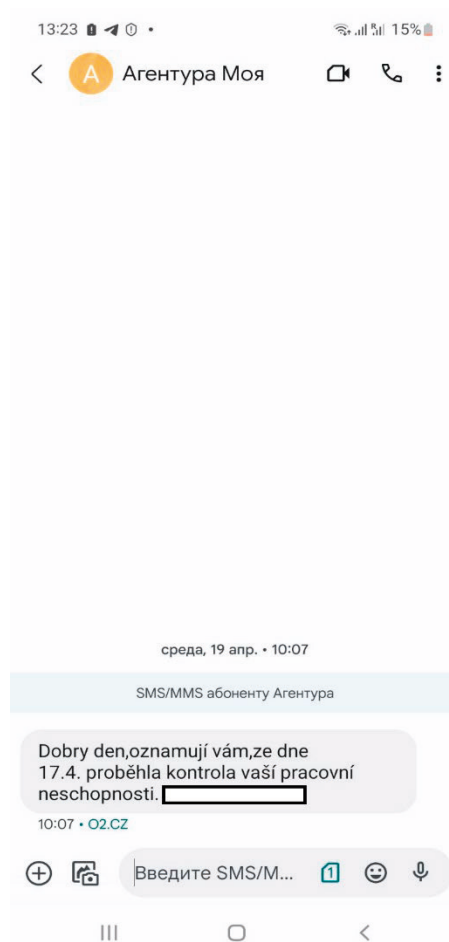 13:23 15%
Агентура Моя
A
среда, 19 апр. • 10:07
SMS/MMS абоненту Агентура
Dobry den,oznamují vám,ze dne
17.4. proběhla kontrola vaší pracovní
neschopnosti.
10:07 • O2.CZ
Введите SMS/M... 1